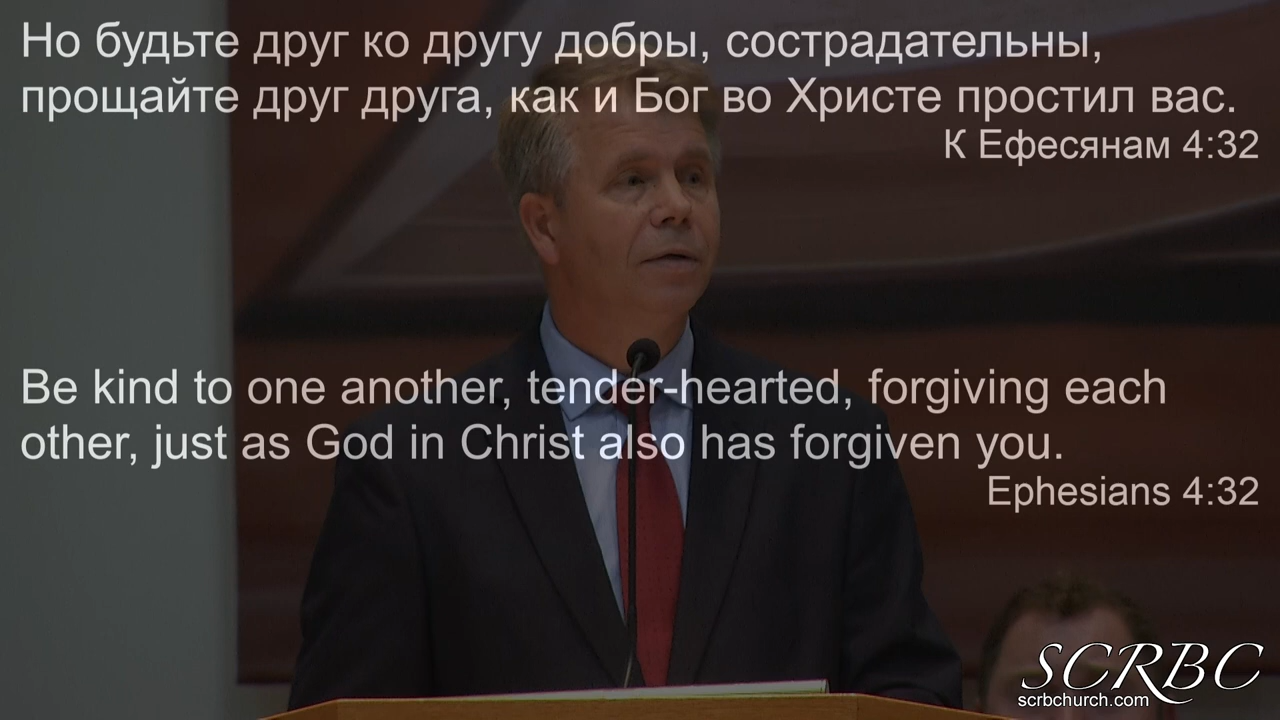 Но будьте друг ко другу добры, сострадательны,
прощайте друг друга, как и Бог во Христе простил вас.
К Ефесянам 4:32
Be kind to one another, tender-hearted, forgiving each
other, just as God in Christ also has forgiven you.
Ephesians 4:32
SCRBC
scrbchurch.com